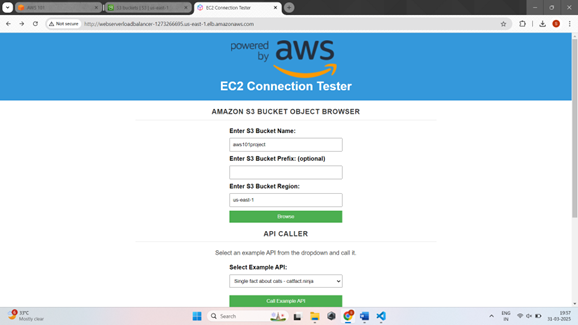 AWS 101
S3 buckets | S3 | us-east-1
EC2 Connection Tester
Not secure
http://webserverloadbalancer-1273266695.us-east-1.elb.amazonaws.com
powered
by
aws
EC2 Connection Tester
AMAZON S3 BUCKET OBJECT BROWSER
Enter S3 Bucket Name:
aws101project
Enter S3 Bucket Prefix: (optional)
Enter S3 Bucket Region:
us-east-1
Browse
API CALLER
Select an example API from the dropdown and call it.
Select Example API:
Single fact about cats - catfact.ninja
Call Example API
Mostly clear
Search
ENG
IN
19:37
31-03-2025